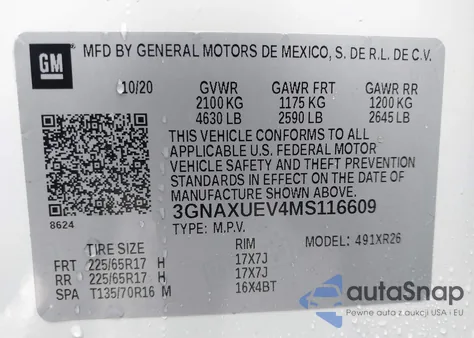 GM
MFD BY GENERAL MOTORS DE MEXICO, S. DE R.L. DE C.V.
10/20 GVWR GAWR FRT GAWR RR
2100 KG 1175 KG 1200 KG
4630 LB 2590 LB 2645 LB
THIS VEHICLE CONFORMS TO ALL
APPLICABLE U.S. FEDERAL MOTOR
VEHICLE SAFETY AND THEFT PREVENTION
STANDARDS IN EFFECT ON THE DATE OF
MANUFACTURE SHOWN ABOVE.
8624
3GNAXUEV4MS116609
TYPE: M.P.V. MODEL: 491XR26
TIRE SIZE RIM
FRT 225/65R17 H 17X7J
RR 225/65R17 H 17X7J
SPA T135/70R16 M 16X4BT
autoSnap
Pewne auta z aukcji USA - EU